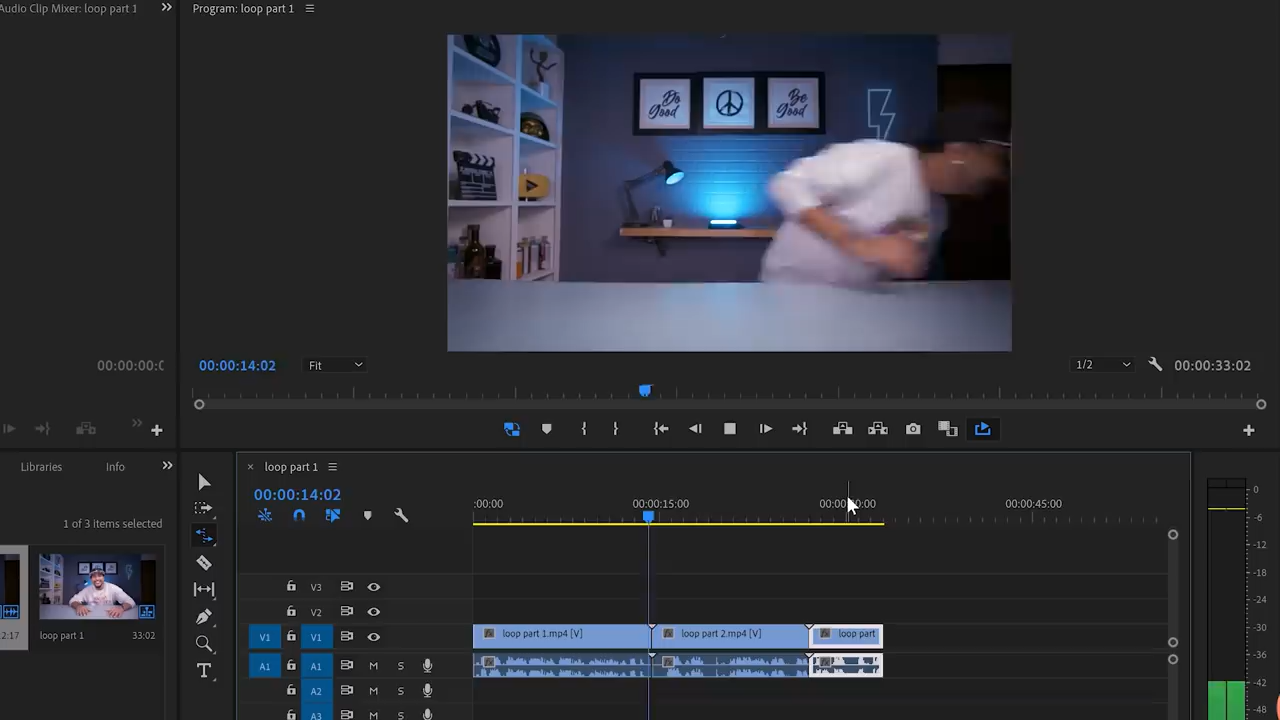 Audio Clip Mixer: loop part 1
Program: loop part 1
Do
Good
Be
Good
00:00:00:0
00:00:14:02
Fit
1/2
00:00:33:02
Libraries
Info
1 of 3 items selected
2:17
loop part 1
33:02
loop part 1
00:00:14:02
:00:00
00:00:15:00
00:00:45:00
0
-6
-12
-18
-24
-30
-36
-42
-48
V3
V2
V1
V1
loop part 1.mp4 [V]
loop part 2.mp4 [V]
loop part
A1
A1
M
S
A2
M
S
A3
M
S